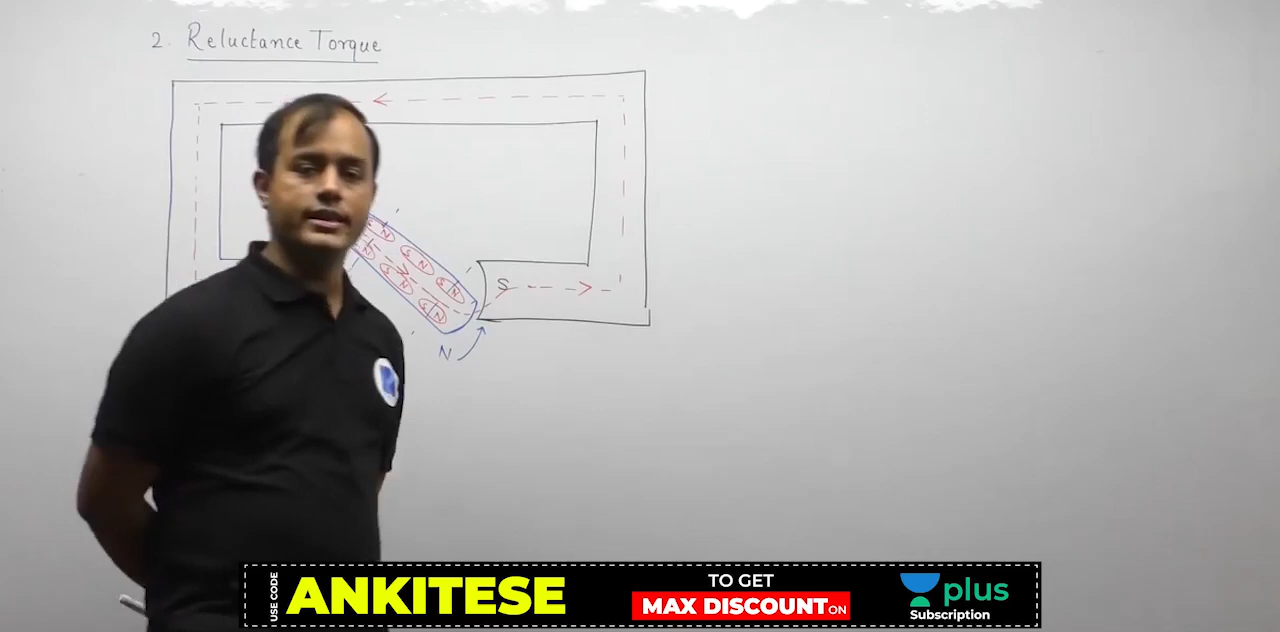 2. Reluctance Torque
S N
N
S N
S N
S N
S N
S
N
USE CODE
ANKITESE
TO GET
MAX DISCOUNT ON
plus
Subscription